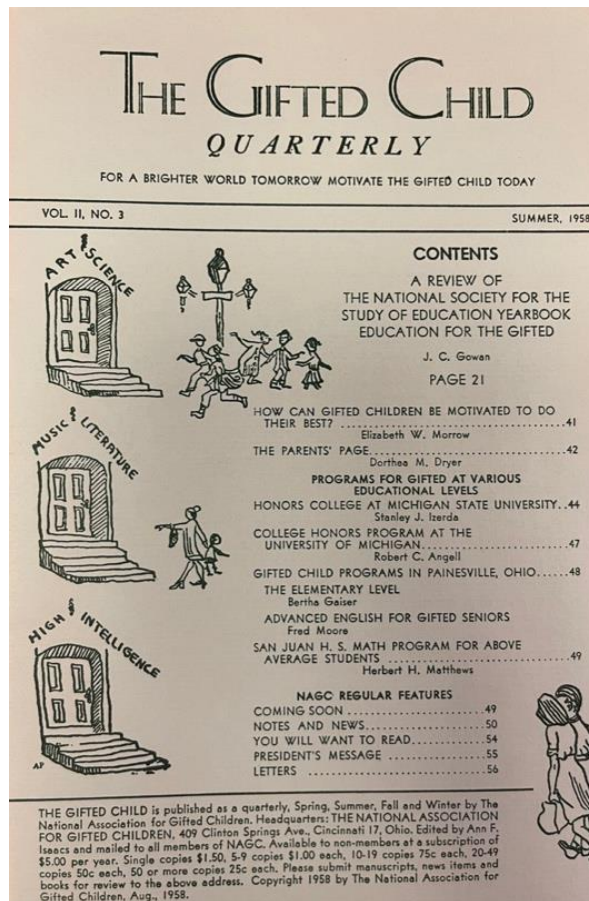 THE GIFTED CHILD
QUARTERLY
FOR A BRIGHTER WORLD TOMORROW MOTIVATE THE GIFTED CHILD TODAY
VOL. II, NO. 3
SUMMER, 1958
ART & SCIENCE
MUSIC & LITERATURE
HIGH INTELLIGENCE
AP
CONTENTS
A REVIEW OF
THE NATIONAL SOCIETY FOR THE
STUDY OF EDUCATION YEARBOOK
EDUCATION FOR THE GIFTED
J. C. Gowan
PAGE 21
HOW CAN GIFTED CHILDREN BE MOTIVATED TO DO
THEIR BEST? ..................................................41
Elizabeth W. Morrow
THE PARENTS' PAGE..............................................42
Dorthea M. Dryer
PROGRAMS FOR GIFTED AT VARIOUS
EDUCATIONAL LEVELS
HONORS COLLEGE AT MICHIGAN STATE UNIVERSITY..44
Stanley J. Izerda
COLLEGE HONORS PROGRAM AT THE
UNIVERSITY OF MICHIGAN..............................47
Robert C. Angell
GIFTED CHILD PROGRAMS IN PAINESVILLE, OHIO......48
THE ELEMENTARY LEVEL
Bertha Gaiser
ADVANCED ENGLISH FOR GIFTED SENIORS
Fred Moore
SAN JUAN H. S. MATH PROGRAM FOR ABOVE
AVERAGE STUDENTS ..............................49
Herbert H. Matthews
NAGC REGULAR FEATURES
COMING SOON ......................49
NOTES AND NEWS....................50
YOU WILL WANT TO READ............54
PRESIDENT'S MESSAGE ...............55
LETTERS ............................56
THE GIFTED CHILD is published as a quarterly, Spring, Summer, Fall and Winter by The
National Association for Gifted Children. Headquarters: THE NATIONAL ASSOCIATION
FOR GIFTED CHILDREN, 409 Clinton Springs Ave., Cincinnati 17, Ohio. Edited by Ann F.
Isaacs and mailed to all members of NAGC. Available to non-members at a subscription of
$5.00 per year. Single copies $1.50, 5-9 copies $1.00 each, 10-19 copies 75c each, 20-49
copies 50c each, 50 or more copies 25c each. Please submit manuscripts, news items and
books for review to the above address. Copyright 1958 by The National Association for
Gifted Children, Aug., 1958.